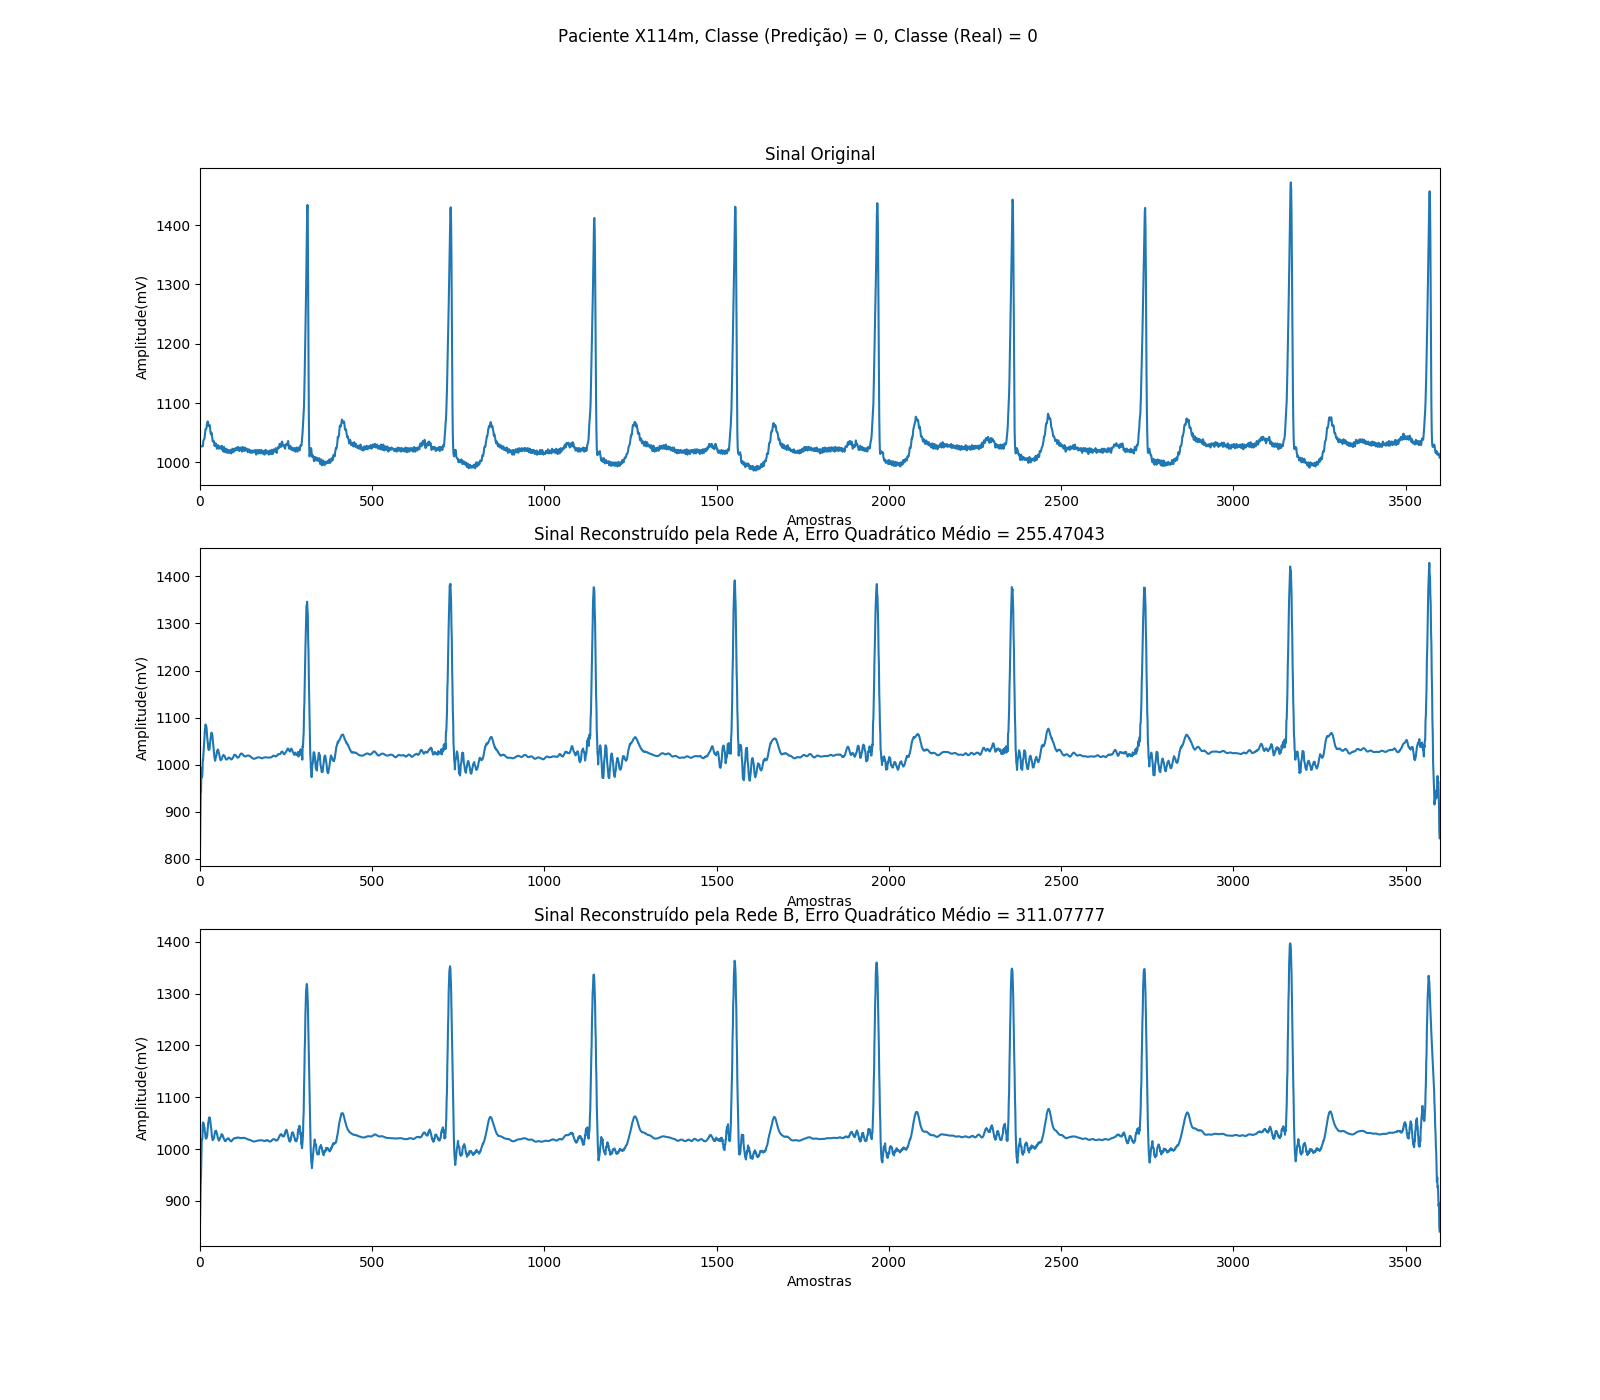 Paciente X114m, Classe (Predição) = 0, Classe (Real) = 0
Sinal Original
Amplitude(mV)
1400
1300
1200
1100
1000
0 500 1000 1500 2000 2500 3000 3500
Amostras
Sinal Reconstruído pela Rede A, Erro Quadrático Médio = 255.47043
Amplitude(mV)
1400
1300
1200
1100
1000
900
800
0 500 1000 1500 2000 2500 3000 3500
Amostras
Sinal Reconstruído pela Rede B, Erro Quadrático Médio = 311.07777
Amplitude(mV)
1400
1300
1200
1100
1000
900
0 500 1000 1500 2000 2500 3000 3500
Amostras